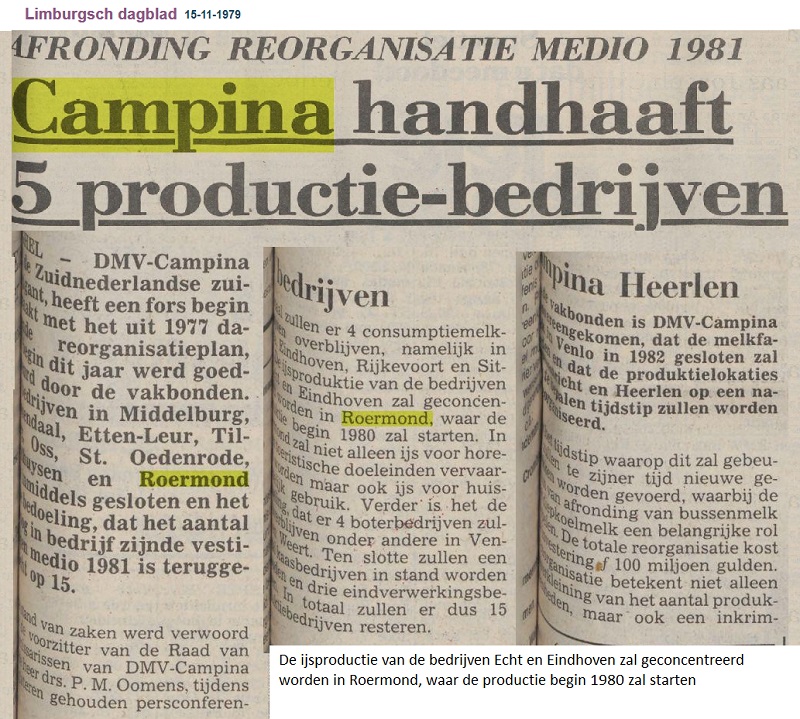 Limburgsch dagblad 15-11-1979
AFRONDING REORGANISATIE MEDIO 1981
Campina handhaaft
5 productie-bedrijven
– DMV-Campina
Zuidnederlandse zui-
heeft een fors begin
met het uit 1977 da-
reorganisatieplan,
dit jaar werd goed-
door de vakbonden.
in Middelburg,
Etten-Leur, Til-
Oss, St. Oedenrode,
en Roermond
gesloten en het
dat het aantal
in bedrijf zijnde vesti-
medio 1981 is terugge-
op 15.
van zaken werd verwoord
voorzitter van de Raad van
van DMV-Campina
drs. P. M. Oomens, tijdens
gehouden persconferen-
bedrijven
zullen er 4 consumptiemelk-
overblijven, namelijk in
Eindhoven, Rijkevoort en Sit-
ijsproduktie van de bedrijven
en Eindhoven zal geconcen-
worden in Roermond, waar de
begin 1980 zal starten. In
zal niet alleen ijs voor hore-
doeleinden vervaar-
maar ook ijs voor huis-
gebruik. Verder is het de
dat er 4 boterbedrijven zul-
onder andere in Ven-
Weert. Ten slotte zullen een
in stand worden
en drie eindverwerkingsbe-
In totaal zullen er dus 15
resteren.
Heerlen
vakbonden is DMV-Campina
dat de melkfa-
Venlo in 1982 gesloten zal
en dat de produktielokaties
en Heerlen op een na-
tijdstip zullen worden
tijdstip waarop dit zal gebeu-
te zijner tijd nieuwe ge-
worden gevoerd, waarbij de
van afronding van bussenmelk
een belangrijke rol
De totale reorganisatie kost
f 100 miljoen gulden.
betekent niet alleen
van het aantal produk-
maar ook een inkrim-
De ijsproductie van de bedrijven Echt en Eindhoven zal geconcentreerd
worden in Roermond, waar de productie begin 1980 zal starten